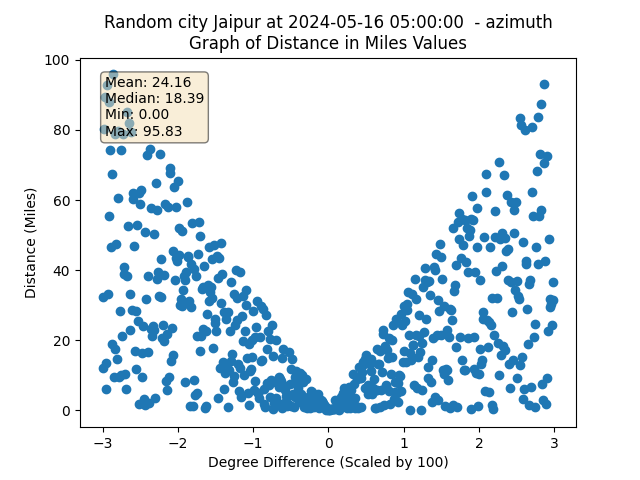 Random city Jaipur at 2024-05-16 05:00:00  - azimuth
Graph of Distance in Miles Values
Mean: 24.16
Median: 18.39
Min: 0.00
Max: 95.83
100
80
60
40
20
0
Distance (Miles)
−3 −2 −1 0 1 2 3
Degree Difference (Scaled by 100)